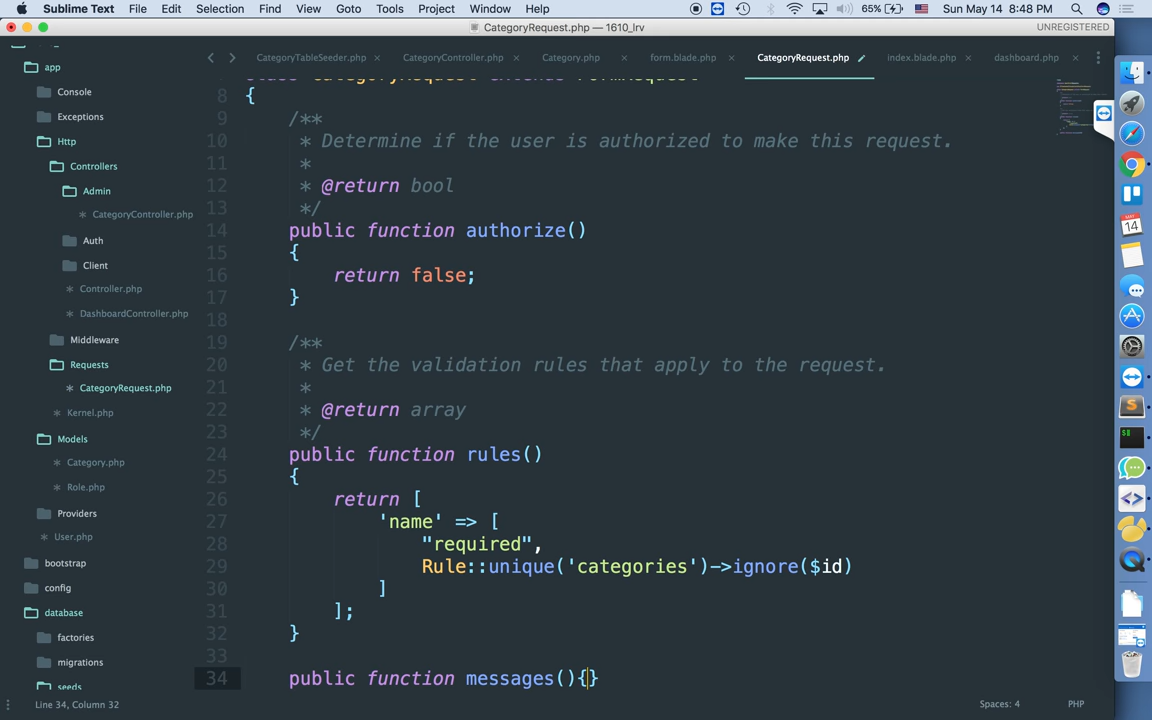 Sublime Text File Edit Selection Find View Goto Tools Project Window Help 65% Sun May 14 8:48 PM
CategoryRequest.php — 1610_lrv UNREGISTERED
CategoryTableSeeder.php CategoryController.php Category.php form.blade.php CategoryRequest.php index.blade.php dashboard.php
app
Console
Exceptions
Http
Controllers
Admin
CategoryController.php
Auth
Client
Controller.php
DashboardController.php
Middleware
Requests
CategoryRequest.php
Kernel.php
Models
Category.php
Role.php
Providers
User.php
bootstrap
config
database
factories
migrations
seeds
8 {
9 /**
10 * Determine if the user is authorized to make this request.
11 *
12 * @return bool
13 */
14 public function authorize()
15 {
16 return false;
17 }
18
19 /**
20 * Get the validation rules that apply to the request.
21 *
22 * @return array
23 */
24 public function rules()
25 {
26 return [
27 'name' => [
28 "required",
29 Rule::unique('categories')->ignore($id)
30 ]
31 ];
32 }
33
34 public function messages(){}
Line 34, Column 32 Spaces: 4 PHP